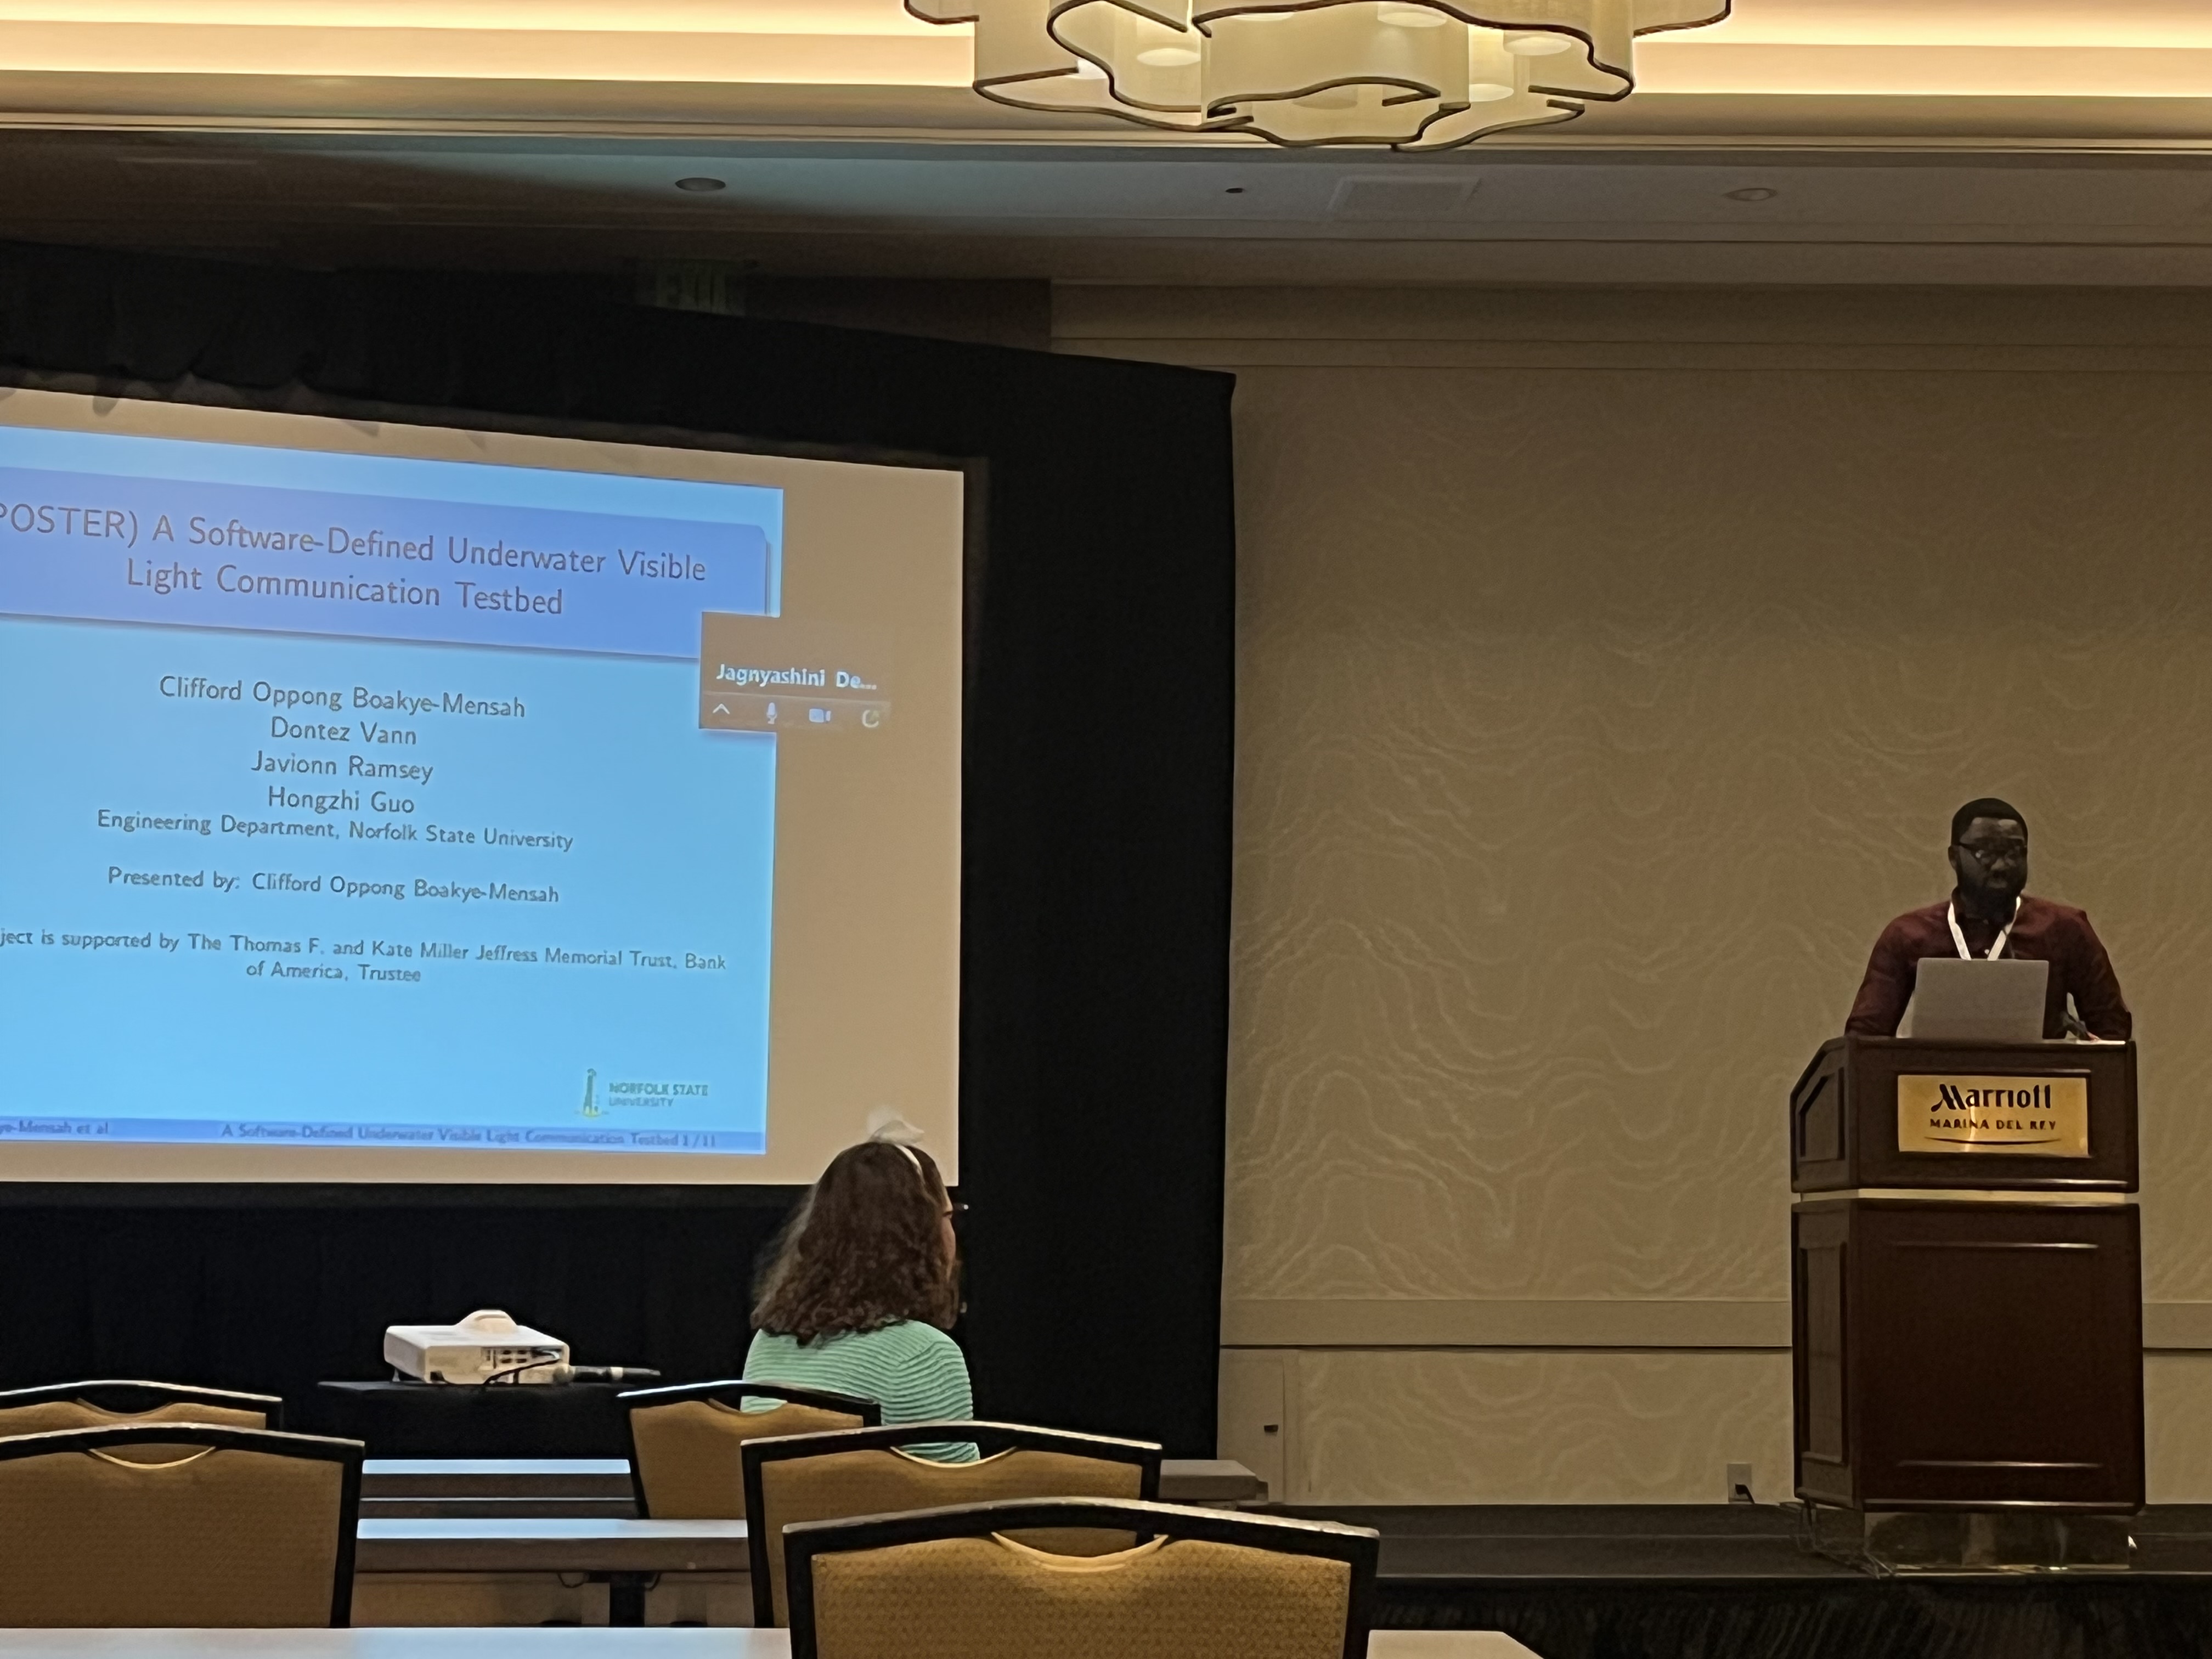 POSTER) A Software-Defined Underwater Visible
Light Communication Testbed
Jagnyashini De...
Clifford Oppong Boakye-Mensah
Dontez Vann
Javionn Ramsey
Hongzhi Guo
Engineering Department, Norfolk State University
Presented by: Clifford Oppong Boakye-Mensah
ject is supported by The Thomas F. and Kate Miller Jeffress Memorial Trust, Bank
of America, Trustee
NORFOLK STATE
UNIVERSITY
ye-Mensah et al
A Software-Defined Underwater Visible Light Communication Testbed 1 / 11
EXIT
Marriott
MARINA DEL REY